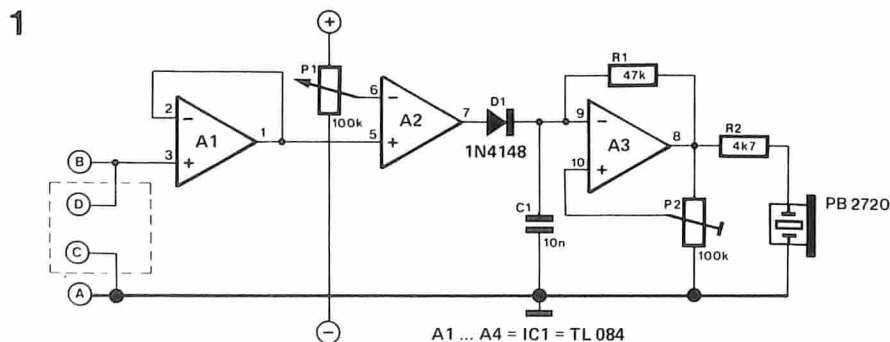 1
+
P1
100k
2
−
3
+
A1
1
B
D
C
A
6
−
5
+
A2
7
D1
1N4148
C1
10n
R1
47k
9
−
10
+
A3
8
R2
4k7
P2
100k
PB 2720
−
A1 ... A4 = IC1 = TL 084